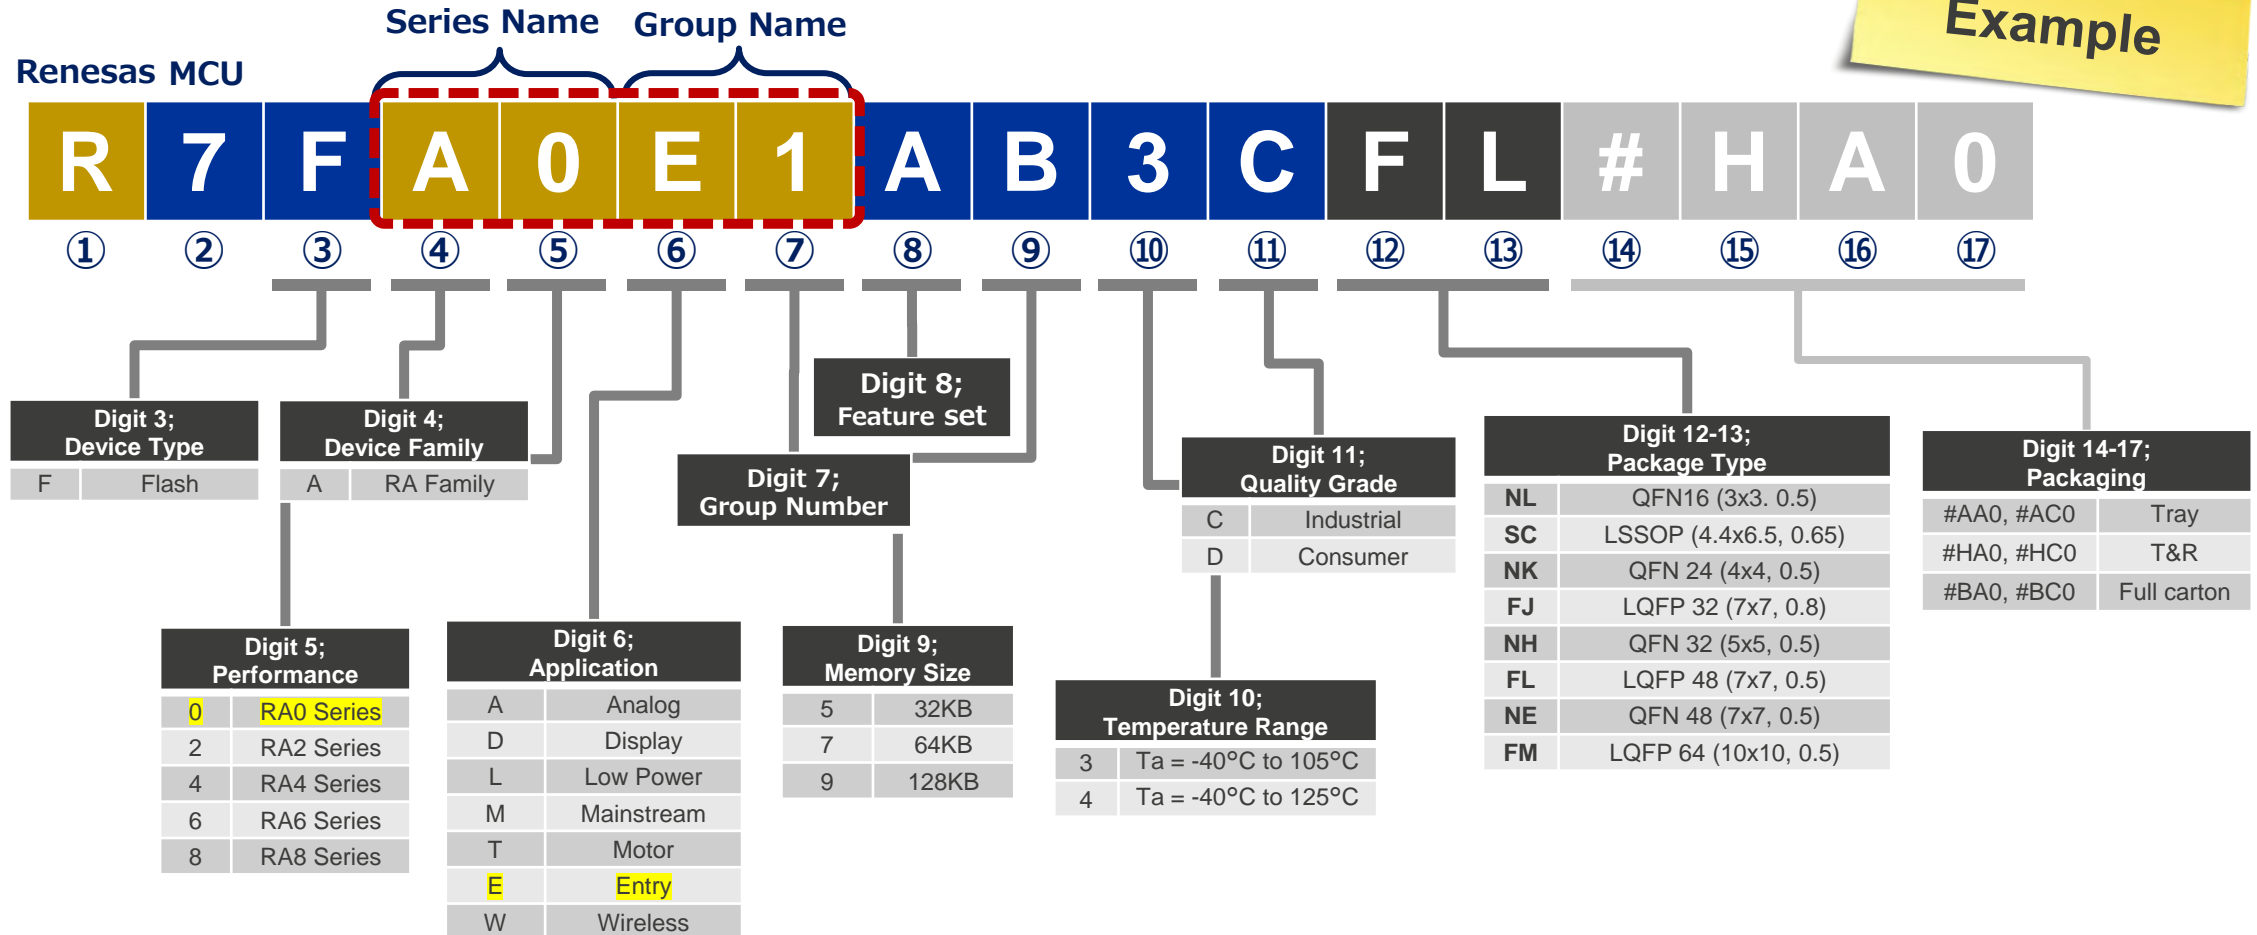 Example
Series Name Group Name
Renesas MCU
R 7 F A 0 E 1 A B 3 C F L # H A 0
① ② ③ ④ ⑤ ⑥ ⑦ ⑧ ⑨ ⑩ ⑪ ⑫ ⑬ ⑭ ⑮ ⑯ ⑰
Digit 3;
Device Type
F Flash
Digit 4;
Device Family
A RA Family
Digit 8;
Feature set
Digit 7;
Group Number
Digit 11;
Quality Grade
C Industrial
D Consumer
Digit 12-13;
Package Type
NL QFN16 (3x3. 0.5)
SC LSSOP (4.4x6.5, 0.65)
NK QFN 24 (4x4, 0.5)
FJ LQFP 32 (7x7, 0.8)
NH QFN 32 (5x5, 0.5)
FL LQFP 48 (7x7, 0.5)
NE QFN 48 (7x7, 0.5)
FM LQFP 64 (10x10, 0.5)
Digit 14-17;
Packaging
#AA0, #AC0 Tray
#HA0, #HC0 T&R
#BA0, #BC0 Full carton
Digit 5;
Performance
0 RA0 Series
2 RA2 Series
4 RA4 Series
6 RA6 Series
8 RA8 Series
Digit 6;
Application
A Analog
D Display
L Low Power
M Mainstream
T Motor
E Entry
W Wireless
Digit 9;
Memory Size
5 32KB
7 64KB
9 128KB
Digit 10;
Temperature Range
3 Ta = -40°C to 105°C
4 Ta = -40°C to 125°C